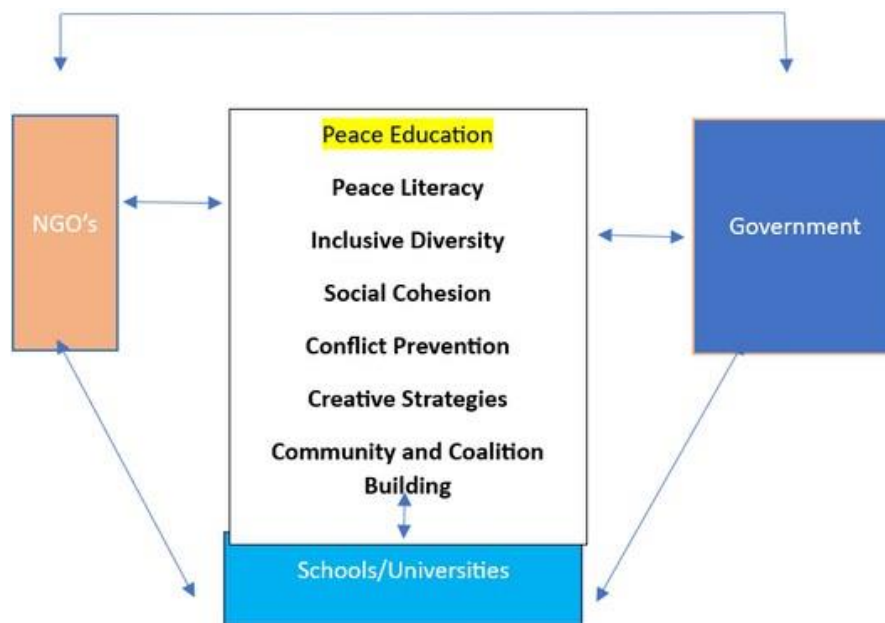 Peace Education
Peace Literacy
NGO's
Inclusive Diversity
Government
Social Cohesion
Conflict Prevention
Creative Strategies
Community and Coalition
Building
Schools/Universities